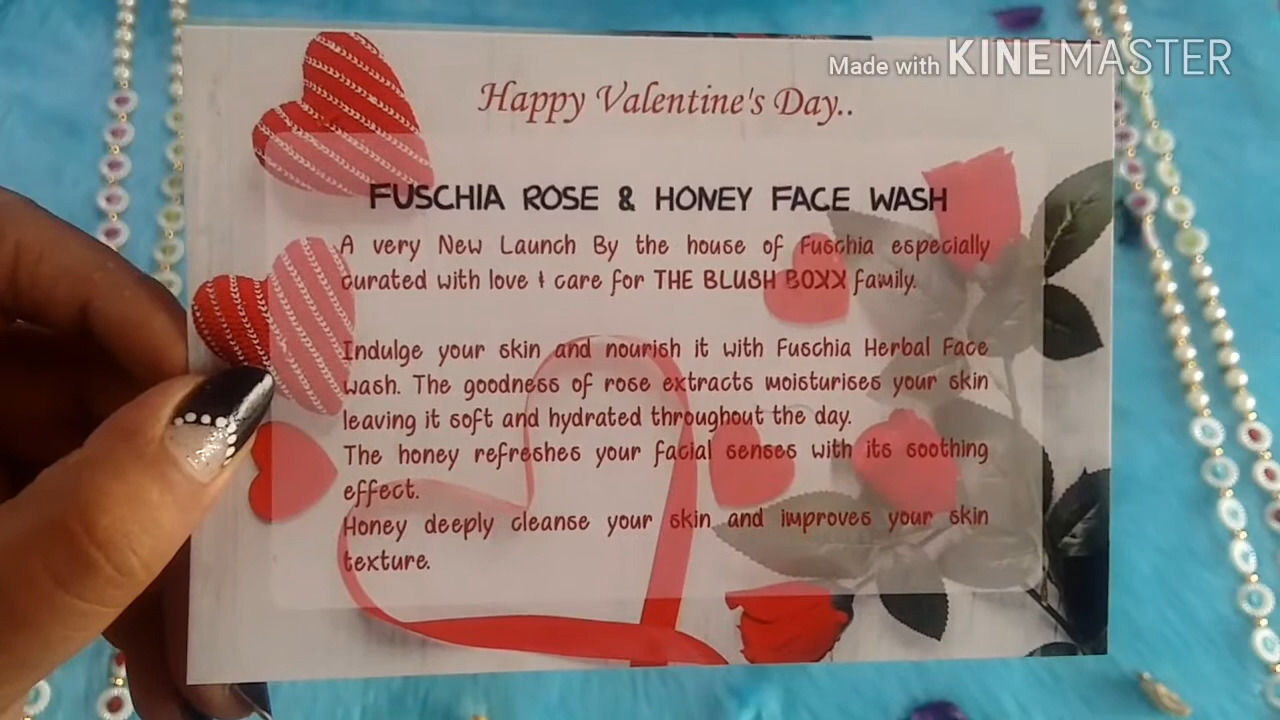 Made with KINEMASTER
Happy Valentine's Day..
FUSCHIA ROSE & HONEY FACE WASH
A very New Launch By the house of Fuschia especially
curated with love & care for THE BLUSH BOXX family.
Indulge your skin and nourish it with Fuschia Herbal Face
wash. The goodness of rose extracts moisturises your skin
leaving it soft and hydrated throughout the day.
The honey refreshes your facial senses with its soothing
effect.
Honey deeply cleanse your skin and improves your skin
texture.